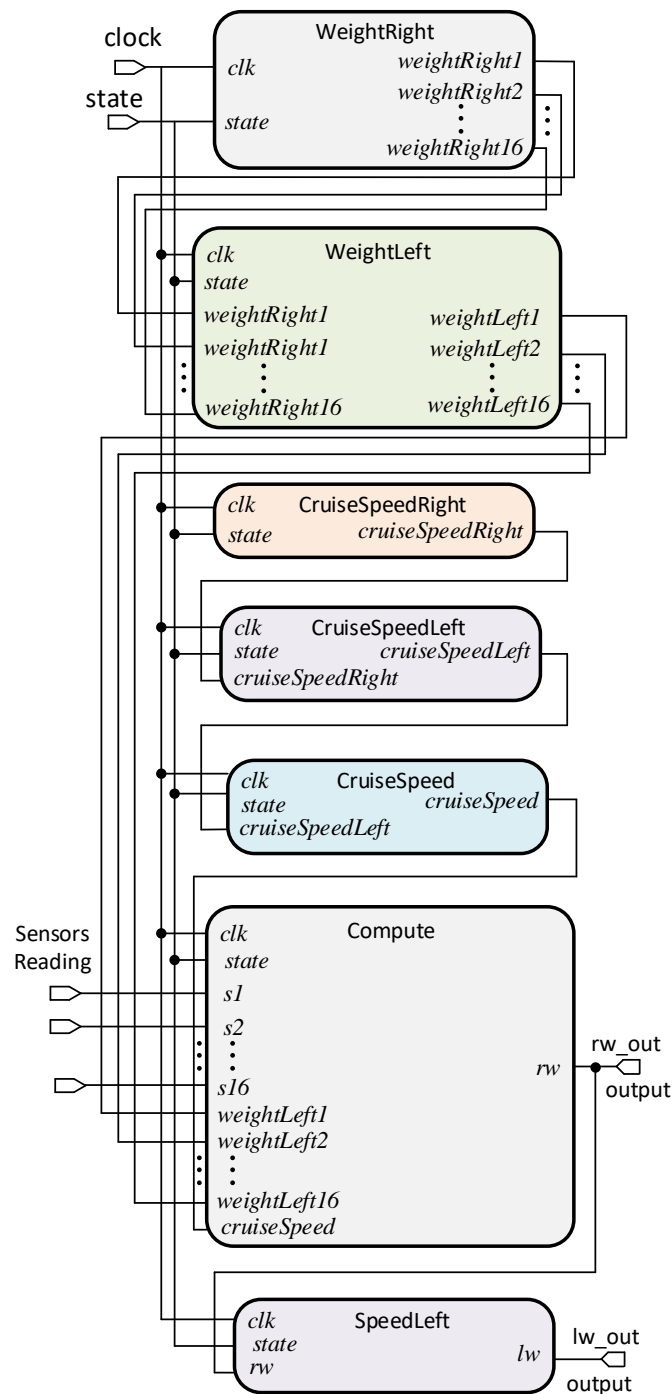 clock
state
WeightRight
clk
state
weightRight1
weightRight2
weightRight16
WeightLeft
clk
state
weightRight1
weightRight1
weightRight16
weightLeft1
weightLeft2
weightLeft16
CruiseSpeedRight
clk
state
cruiseSpeedRight
CruiseSpeedLeft
clk
state
cruiseSpeedRight
cruiseSpeedLeft
CruiseSpeed
clk
state
cruiseSpeedLeft
cruiseSpeed
Sensors
Reading
Compute
clk
state
s1
s2
s16
weightLeft1
weightLeft2
weightLeft16
cruiseSpeed
rw
rw_out
output
SpeedLeft
clk
state
rw
lw
lw_out
output